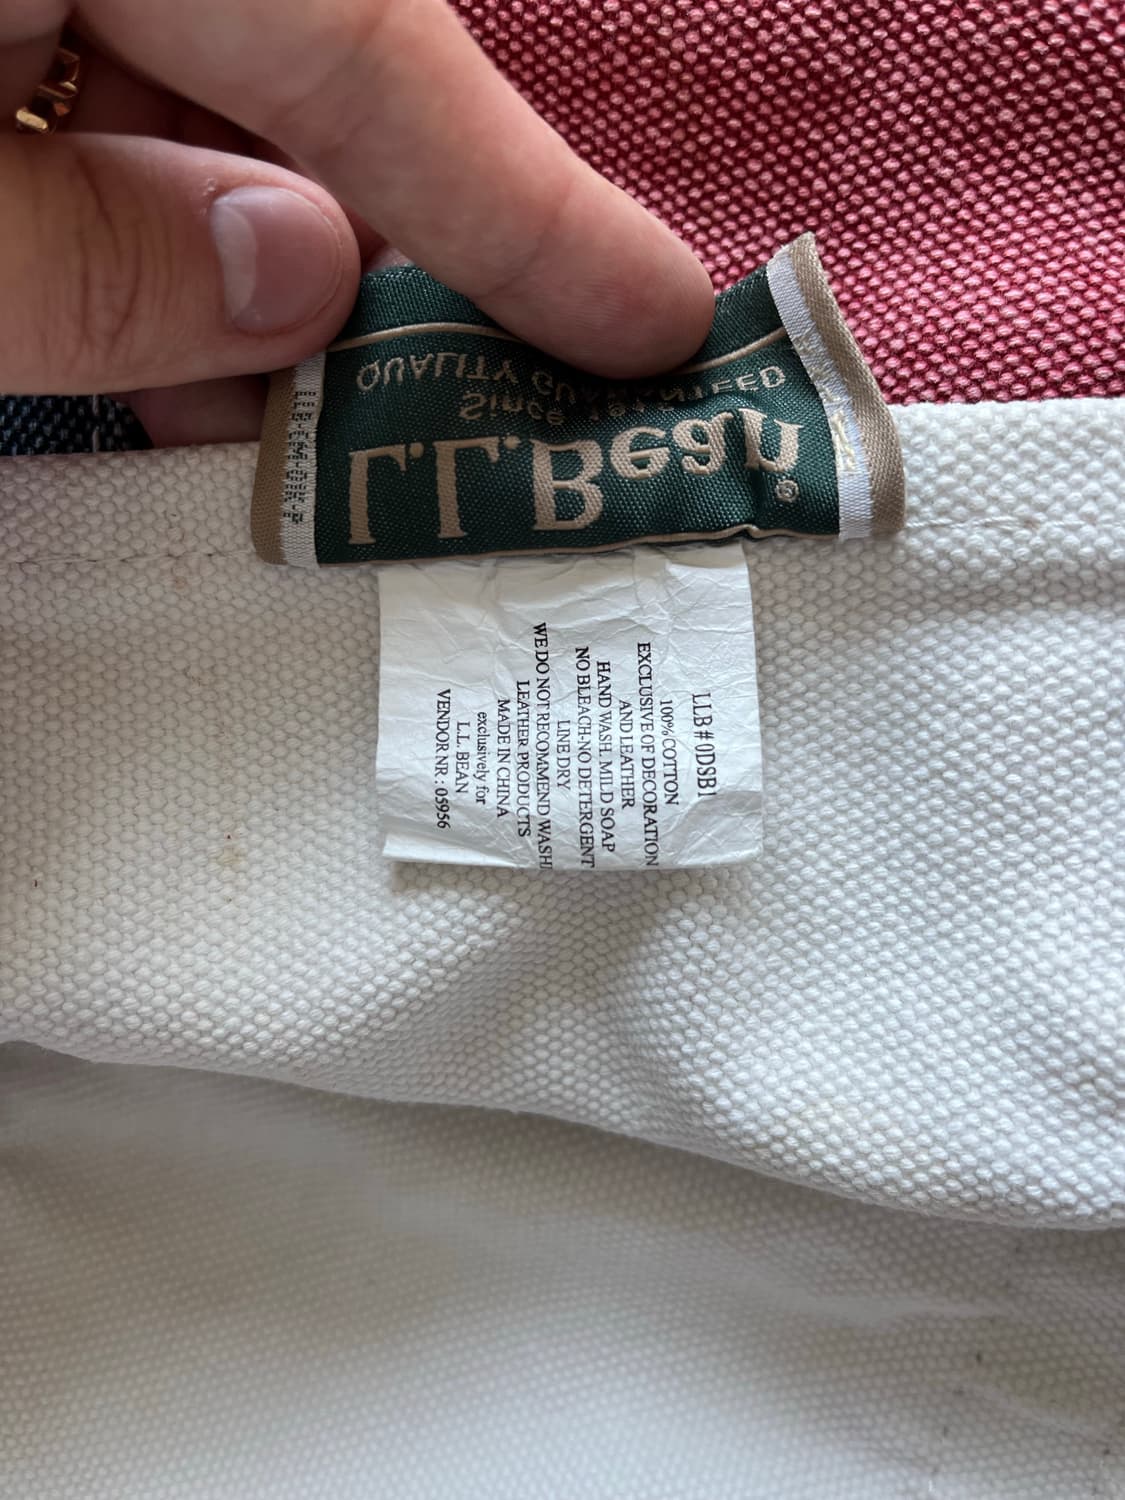 L.L.Bean®
Since 1912
QUALITY GUARANTEED
LLB # 0DSB1
100% COTTON
EXCLUSIVE OF DECORATION
AND LEATHER
HAND WASH. MILD SOAP
NO BLEACH-NO DETERGENT
LINE DRY
WE DO NOT RECOMMEND WASHI
LEATHER PRODUCTS
MADE IN CHINA
exclusively for
L.L. BEAN
VENDOR NR : 05956